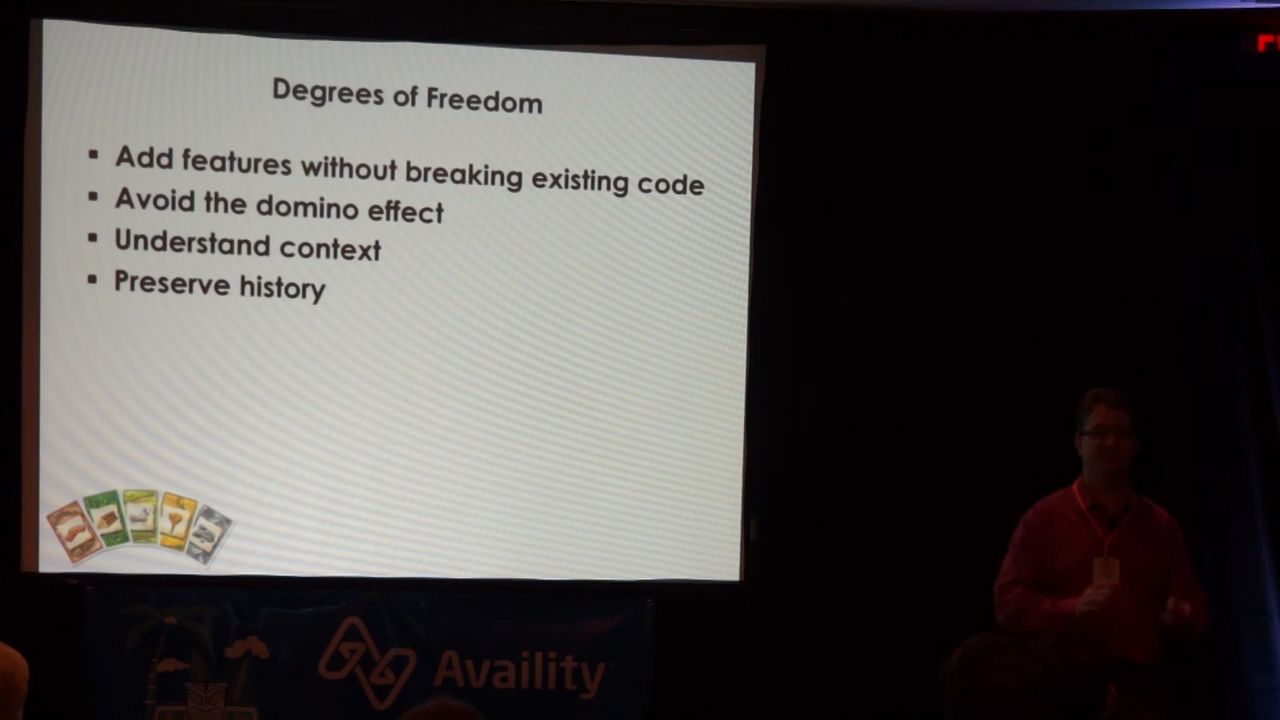 Degrees of Freedom
▪ Add features without breaking existing code
▪ Avoid the domino effect
▪ Understand context
▪ Preserve history
Availity